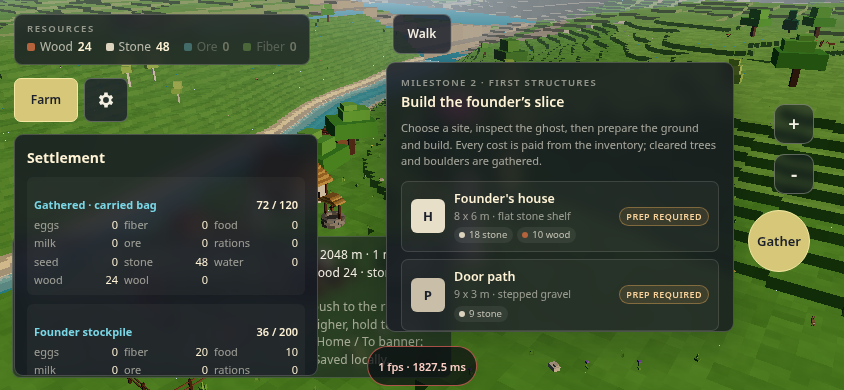 RESOURCES
Wood 24 Stone 48 Ore 0 Fiber 0
Walk
Farm
MILESTONE 2 · FIRST STRUCTURES
Build the founder's slice
Choose a site, inspect the ghost, then prepare the ground
and build. Every cost is paid from the inventory; cleared trees
and boulders are gathered.
H
Founder's house
8 x 6 m · flat stone shelf
18 stone 10 wood
PREP REQUIRED
P
Door path
9 x 3 m · stepped gravel
9 stone
PREP REQUIRED
+
-
Gather
Settlement
Gathered · carried bag 72 / 120
eggs 0 fiber 0 food 0
milk 0 ore 0 rations 0
seed 0 stone 48 water 0
wood 24 wool 0
Founder stockpile 36 / 200
eggs 0 fiber 20 food 10
milk 0 ore 0 rations 0
2048 m · 1
ood 24 ·
ush to the
igher, hold
Home / To banner:
Saved
1 fps · 1827.5 ms